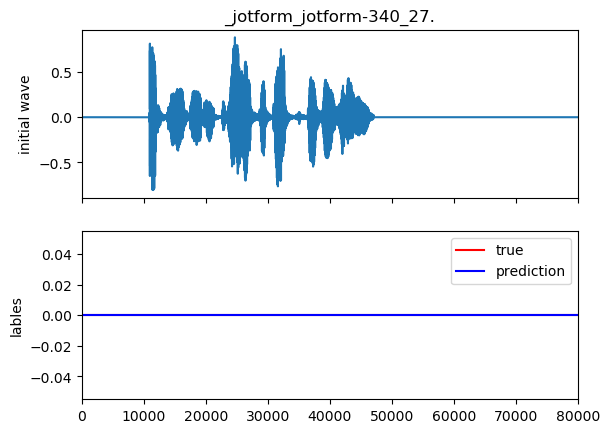 _jotform_jotform-340_27.
initial wave
0.5
0.0
−0.5
lables
0.04
0.02
0.00
−0.02
−0.04
true
prediction
0 10000 20000 30000 40000 50000 60000 70000 80000